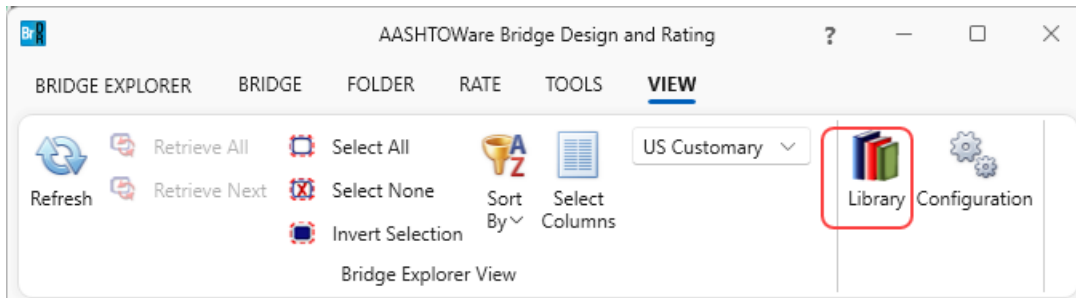 Br DR AASHTOWare Bridge Design and Rating ?
BRIDGE EXPLORER BRIDGE FOLDER RATE TOOLS VIEW
Refresh
Retrieve All
Retrieve Next
Select All
Select None
Invert Selection
A
Z
Sort
By
Select
Columns
Bridge Explorer View
US Customary
Library
Configuration